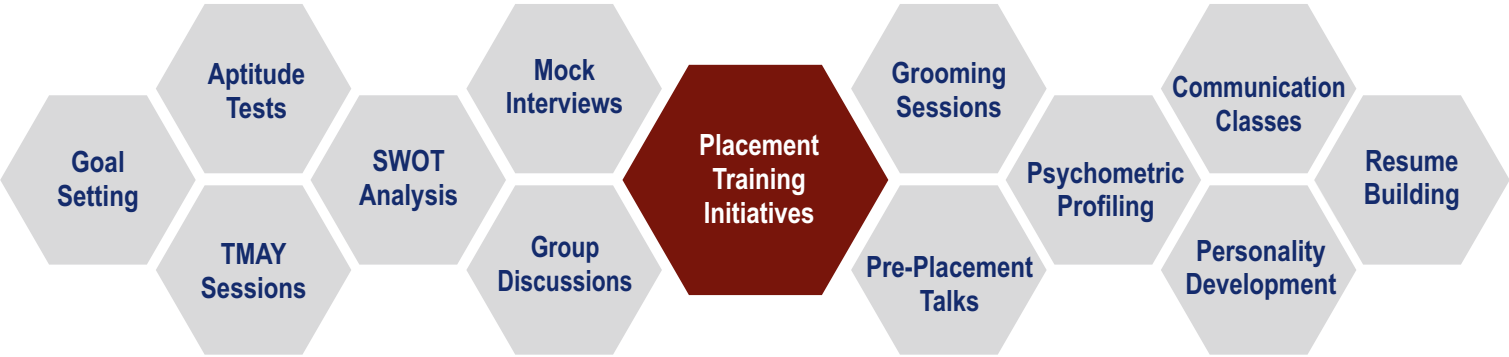 Goal
Setting
Aptitude
Tests
TMAY
Sessions
SWOT
Analysis
Mock
Interviews
Group
Discussions
Placement
Training
Initiatives
Grooming
Sessions
Pre-Placement
Talks
Psychometric
Profiling
Communication
Classes
Personality
Development
Resume
Building